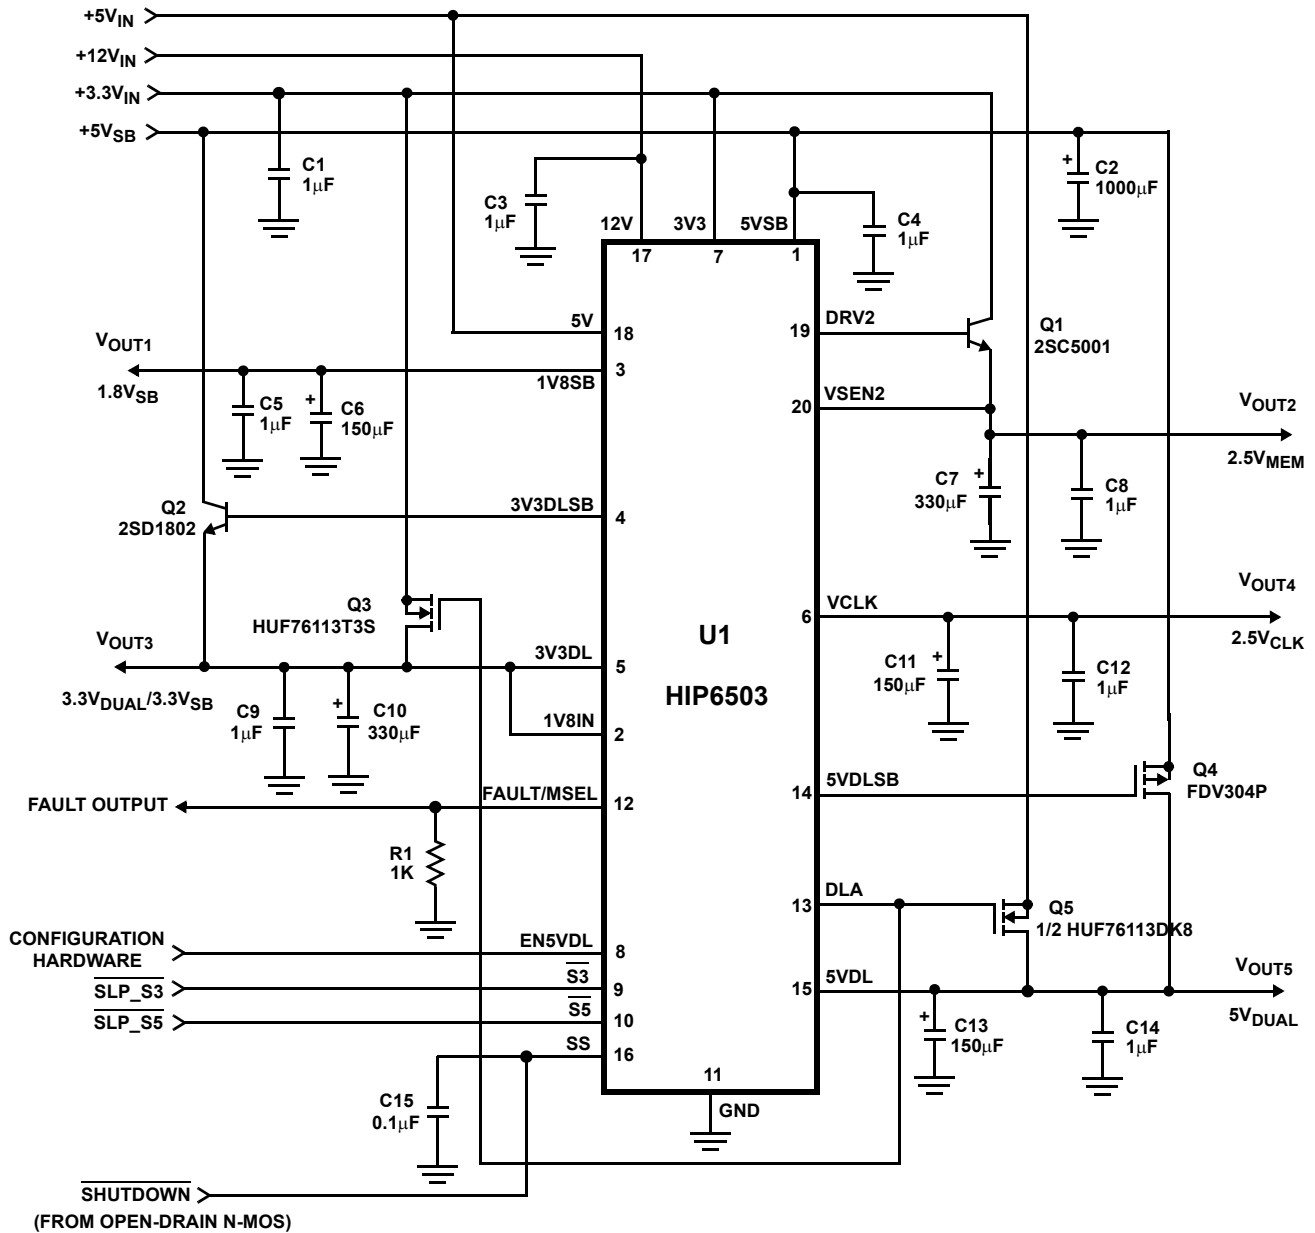 +5VIN
+12VIN
+3.3VIN
+5VSB
C1
1μF
C2
1000μF
C3
1μF
C4
1μF
12V
3V3
5VSB
17
7
1
5V
18
DRV2
19
Q1
2SC5001
VOUT1
1.8VSB
1V8SB
3
C5
1μF
C6
150μF
VSEN2
20
VOUT2
2.5VMEM
C7
330μF
C8
1μF
Q2
2SD1802
3V3DLSB
4
Q3
HUF76113T3S
VCLK
6
VOUT4
2.5VCLK
U1
HIP6503
VOUT3
3.3VDUAL/3.3VSB
3V3DL
5
C9
1μF
C10
330μF
1V8IN
2
C11
150μF
C12
1μF
FAULT OUTPUT
FAULT/MSEL
12
5VDLSB
14
Q4
FDV304P
R1
1K
DLA
13
Q5
1/2 HUF76113DK8
CONFIGURATION
HARDWARE
EN5VDL
8
SLP_S3
S3
9
SLP_S5
S5
10
SS
16
5VDL
15
VOUT5
5VDUAL
C13
150μF
C14
1μF
11
GND
C15
0.1μF
SHUTDOWN
(FROM OPEN-DRAIN N-MOS)